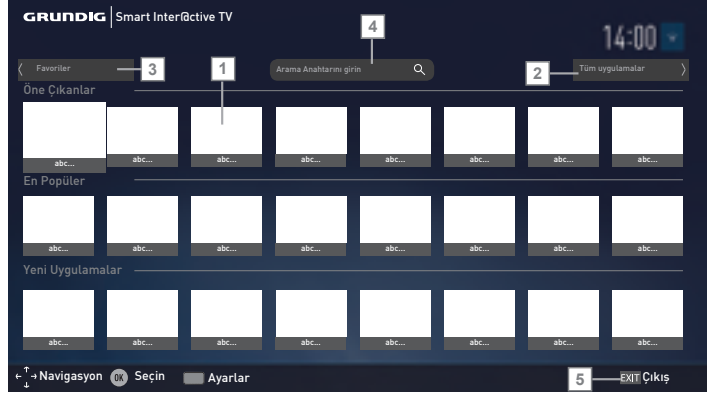 GRUNDIG Smart Inter@ctive TV
4
14:00
Favoriler 3 1 Arama Anahtarını girin 2 Tüm uygulamalar
Öne Çıkanlar
abc... abc... abc... abc... abc... abc... abc... abc...
En Popüler
abc... abc... abc... abc... abc... abc... abc... abc...
Yeni Uygulamalar
abc... abc... abc... abc... abc... abc... abc... abc...
Navigasyon OK Seçin Ayarlar 5 EXIT Çıkış